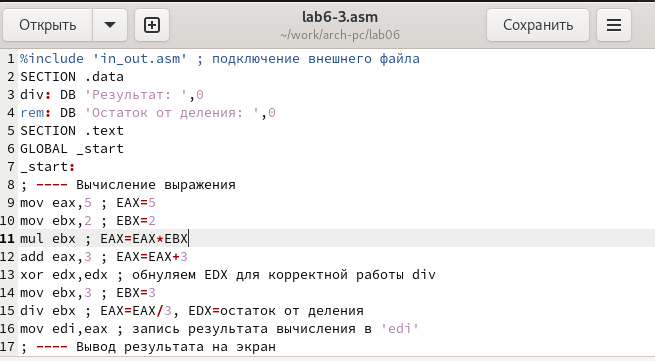 Открыть
lab6-3.asm
~/work/arch-pc/lab06
Сохранить
1 %include 'in_out.asm' ; подключение внешнего файла
2 SECTION .data
3 div: DB 'Результат: ',0
4 rem: DB 'Остаток от деления: ',0
5 SECTION .text
6 GLOBAL _start
7 _start:
8 ; ---- Вычисление выражения
9 mov eax,5 ; EAX=5
10 mov ebx,2 ; EBX=2
11 mul ebx ; EAX=EAX*EBX
12 add eax,3 ; EAX=EAX+3
13 xor edx,edx ; обнуляем EDX для корректной работы div
14 mov ebx,3 ; EBX=3
15 div ebx ; EAX=EAX/3, EDX=остаток от деления
16 mov edi,eax ; запись результата вычисления в 'edi'
17 ; ---- Вывод результата на экран